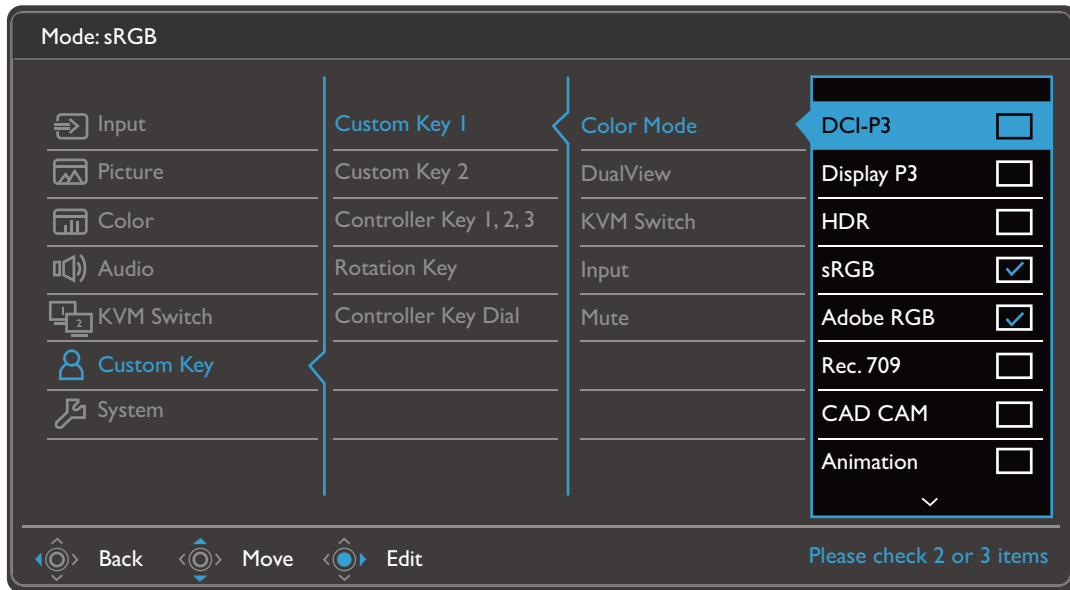 Mode: sRGB
Input
Picture
Color
Audio
1
2
KVM Switch
Custom Key
System
Custom Key 1
Custom Key 2
Controller Key 1, 2, 3
Rotation Key
Controller Key Dial
Color Mode
DualView
KVM Switch
Input
Mute
DCI-P3
Display P3
HDR
sRGB
Adobe RGB
Rec. 709
CAD CAM
Animation
Back
Move
Edit
Please check 2 or 3 items